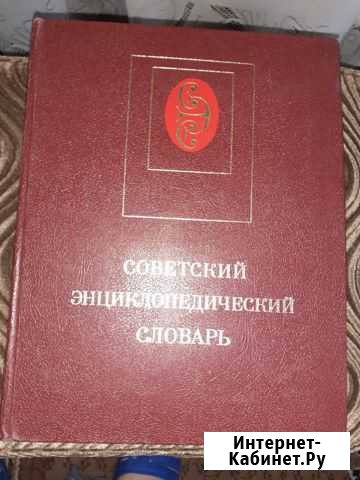 СОВЕТСКИЙ
ЭНЦИКЛОПЕДИЧЕСКИЙ
СЛОВАРЬ
Интернет-
Кабинет.Ру